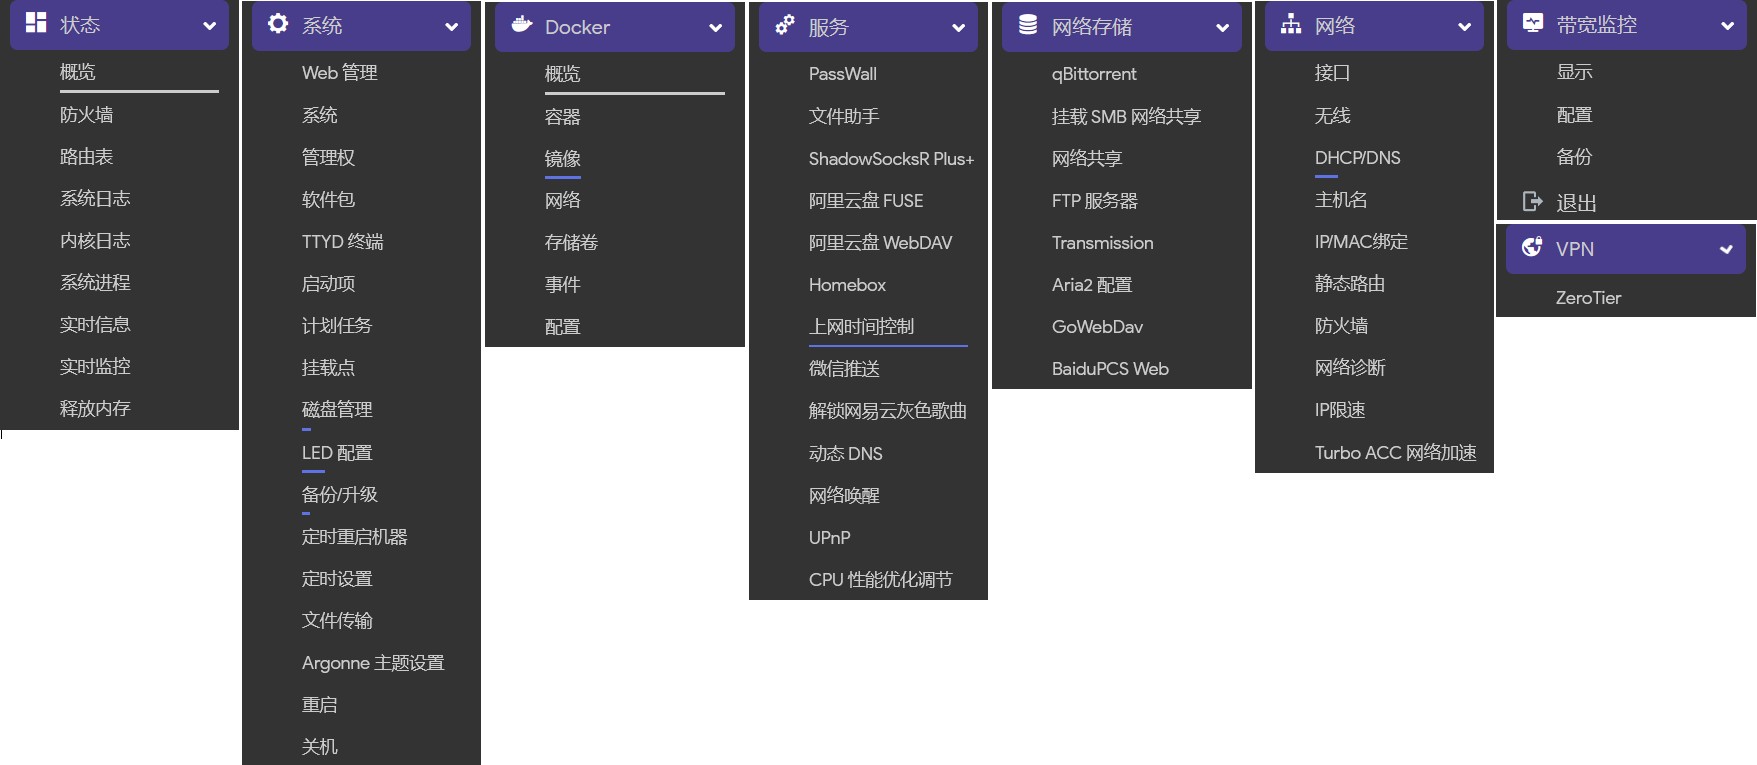 状态
概览
防火墙
路由表
系统日志
内核日志
系统进程
实时信息
实时监控
释放内存
系统
Web 管理
系统
管理权
软件包
TTYD 终端
启动项
计划任务
挂载点
磁盘管理
LED 配置
备份/升级
定时重启机器
定时设置
文件传输
Argonne 主题设置
重启
关机
Docker
概览
容器
镜像
网络
存储卷
事件
配置
服务
PassWall
文件助手
ShadowSocksR Plus+
阿里云盘 FUSE
阿里云盘 WebDAV
Homebox
上网时间控制
微信推送
解锁网易云灰色歌曲
动态 DNS
网络唤醒
UPnP
CPU 性能优化调节
网络存储
qBittorrent
挂载 SMB 网络共享
网络共享
FTP 服务器
Transmission
Aria2 配置
GoWebDav
BaiduPCS Web
网络
接口
无线
DHCP/DNS
主机名
IP/MAC绑定
静态路由
防火墙
网络诊断
IP限速
Turbo ACC 网络加速
带宽监控
显示
配置
备份
退出
VPN
ZeroTier